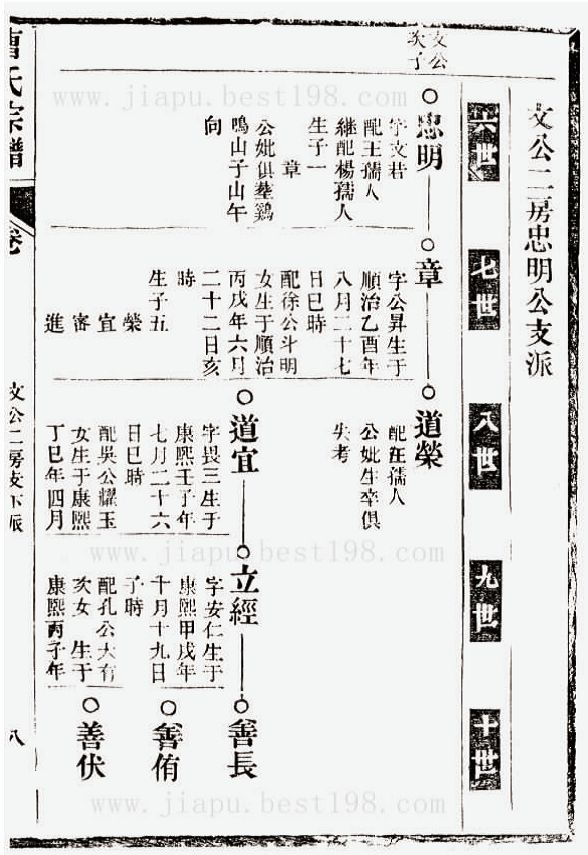 文公二房忠明公支派
六世
七世
八世
九世
十世
文公
次子
忠明
字文若
配王孺人
繼配楊孺人
生子一
章
公妣俱塟鷄
鳴山子山午
向
章
字公昇生于
順治乙酉年
八月二十七
日巳時
配徐公斗明
女生于順治
丙戌年六月
二十二日亥
時
生子五
榮
宜
審
進
道榮
配汪孺人
公妣生卒俱
失考
道宜
字畏三生于
康熙壬子年
七月二十六
日巳時
配吳公耀玉
女生于康熙
丁巳年四月
立經
字安仁生于
康熙甲戌年
十月十九日
子時
配孔公大有
次女 生于
康熙丙子年
善長
善侑
善伏
曹氏宗譜
卷
文公二房支下派
八
www.jiapu.best198.com
www.jiapu.best198.com
www.jiapu.best198.com